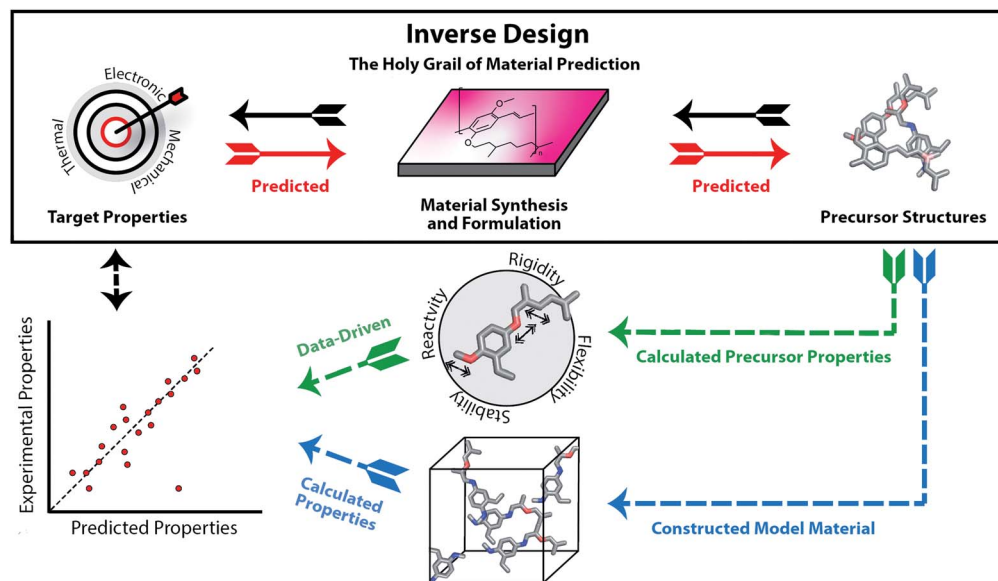 Inverse Design
The Holy Grail of Material Prediction
Electronic
Thermal
Mechanical
O
O
n
Predicted
Predicted
Target Properties
Material Synthesis
and Formulation
Precursor Structures
Rigidity
Reactvity
Flexibility
Stability
Data-Driven
Calculated Precursor Properties
Experimental Properties
Predicted Properties
Calculated
Properties
Constructed Model Material